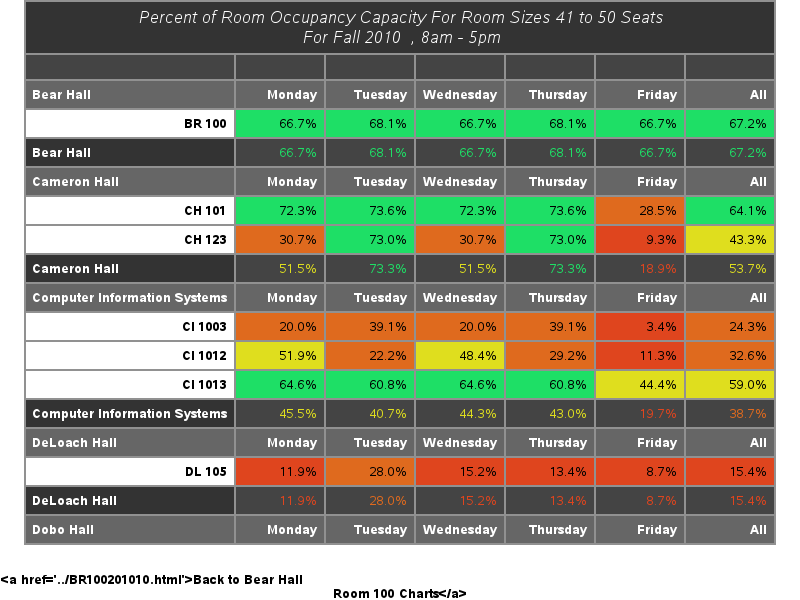 Percent of Room Occupancy Capacity For Room Sizes 41 to 50 Seats
For Fall 2010 , 8am - 5pm
Bear Hall Monday Tuesday Wednesday Thursday Friday All
BR 100 66.7% 68.1% 66.7% 68.1% 66.7% 67.2%
Bear Hall 66.7% 68.1% 66.7% 68.1% 66.7% 67.2%
Cameron Hall Monday Tuesday Wednesday Thursday Friday All
CH 101 72.3% 73.6% 72.3% 73.6% 28.5% 64.1%
CH 123 30.7% 73.0% 30.7% 73.0% 9.3% 43.3%
Cameron Hall 51.5% 73.3% 51.5% 73.3% 18.9% 53.7%
Computer Information Systems Monday Tuesday Wednesday Thursday Friday All
CI 1003 20.0% 39.1% 20.0% 39.1% 3.4% 24.3%
CI 1012 51.9% 22.2% 48.4% 29.2% 11.3% 32.6%
CI 1013 64.6% 60.8% 64.6% 60.8% 44.4% 59.0%
Computer Information Systems 45.5% 40.7% 44.3% 43.0% 19.7% 38.7%
DeLoach Hall Monday Tuesday Wednesday Thursday Friday All
DL 105 11.9% 28.0% 15.2% 13.4% 8.7% 15.4%
DeLoach Hall 11.9% 28.0% 15.2% 13.4% 8.7% 15.4%
Dobo Hall Monday Tuesday Wednesday Thursday Friday All
&lt;a href='../BR100201010.html'&gt;Back to Bear Hall
Room 100 Charts&lt;/a&gt;